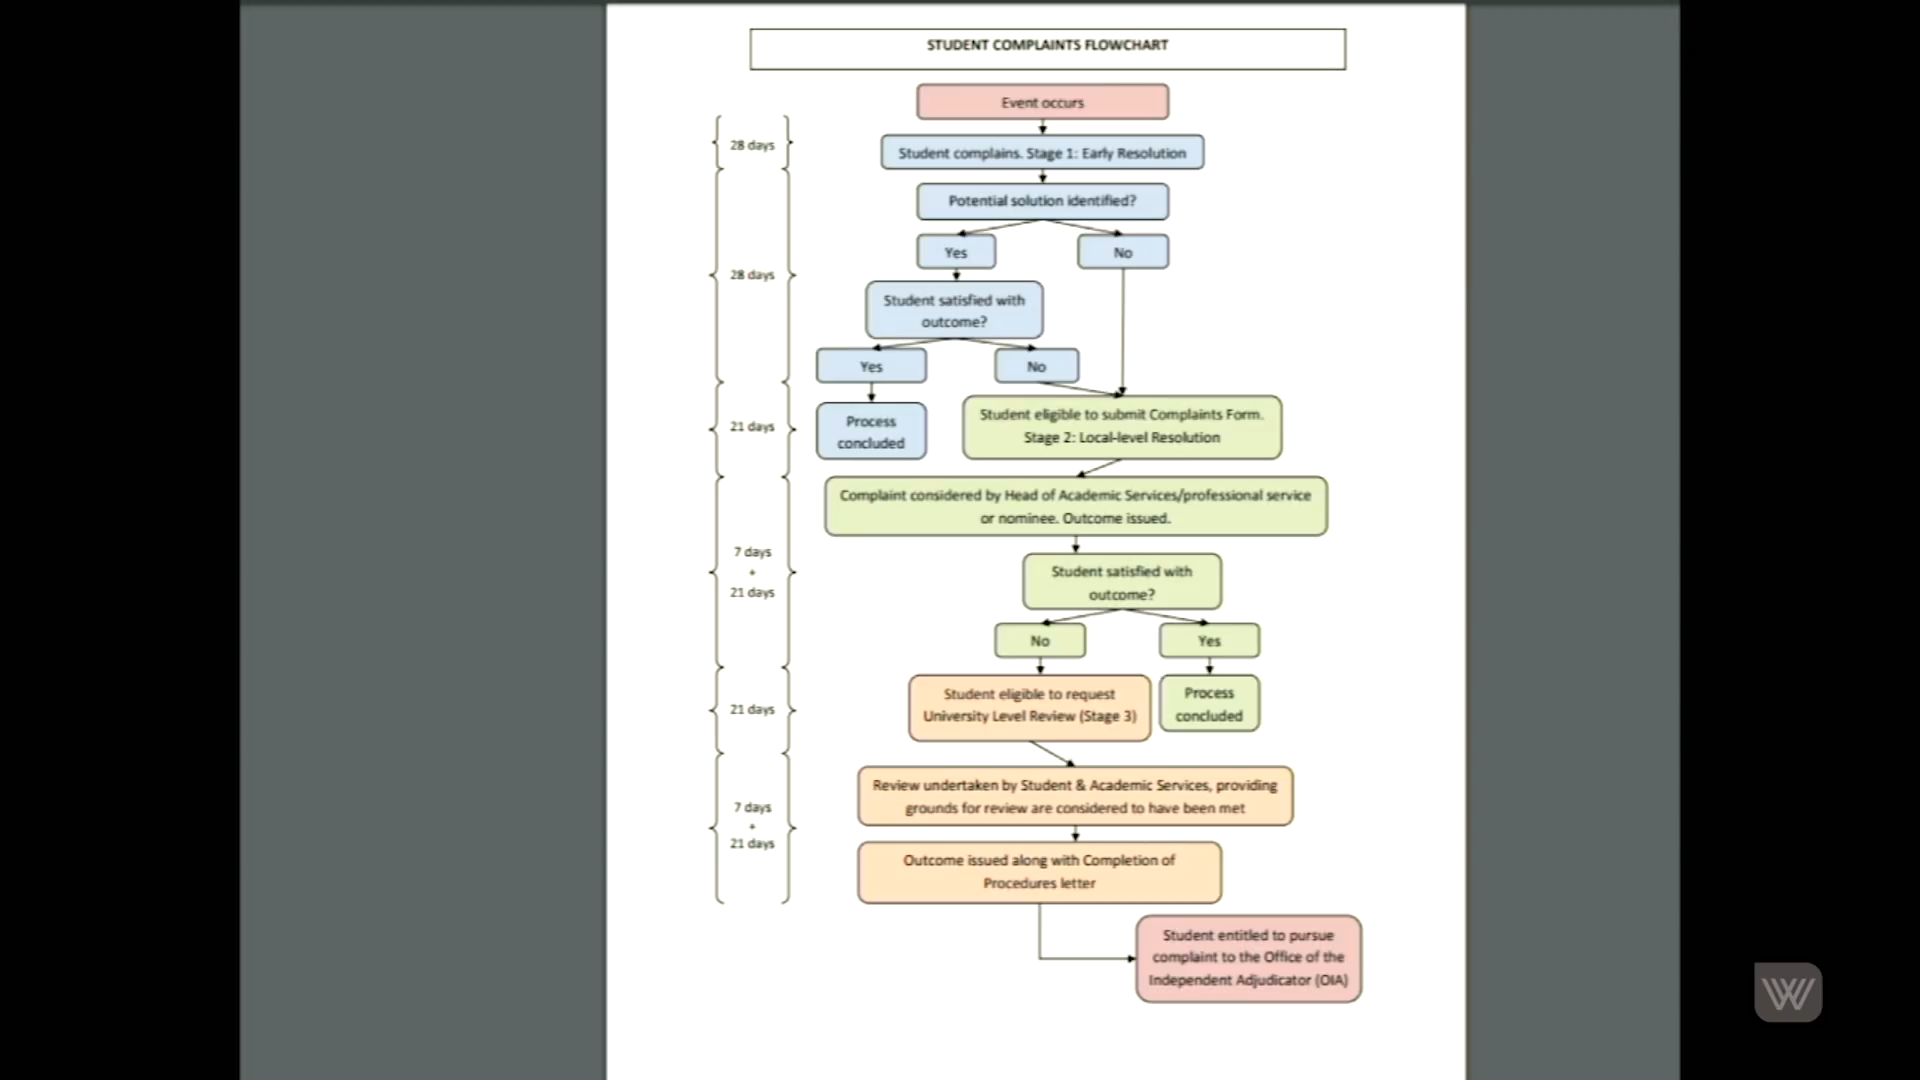 STUDENT COMPLAINTS FLOWCHART
Event occurs
28 days
Student complains. Stage 1: Early Resolution
Potential solution identified?
Yes
No
28 days
Student satisfied with
outcome?
Yes
No
21 days
Process
concluded
Student eligible to submit Complaints Form.
Stage 2: Local-level Resolution
Complaint considered by Head of Academic Services/professional service
or nominee. Outcome issued.
7 days
+
21 days
Student satisfied with
outcome?
No
Yes
21 days
Student eligible to request
University Level Review (Stage 3)
Process
concluded
Review undertaken by Student & Academic Services, providing
grounds for review are considered to have been met
7 days
+
21 days
Outcome issued along with Completion of
Procedures letter
Student entitled to pursue
complaint to the Office of the
Independent Adjudicator (OIA)
W